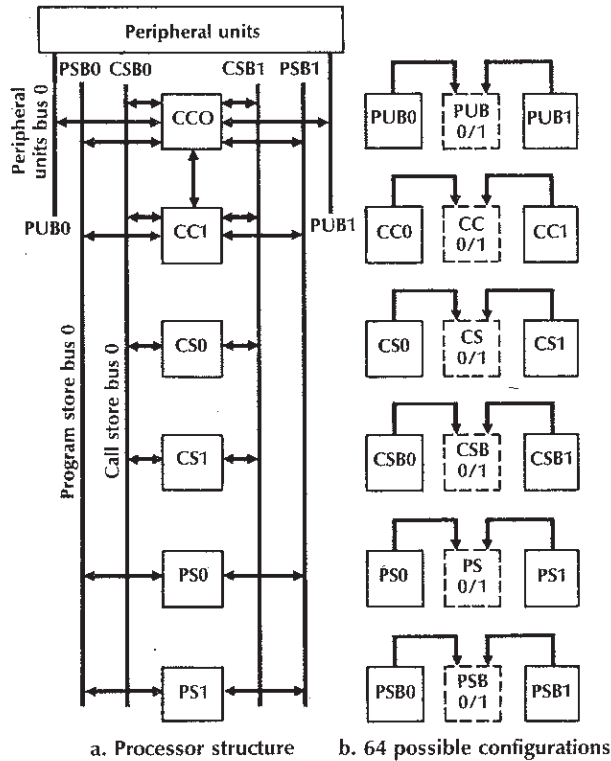 Peripheral units
PSB0
CSB0
CSB1
PSB1
Peripheral
units bus 0
CCO
PUB0
CC1
PUB1
Program store bus 0
Call store bus 0
CS0
CS1
PS0
PS1
a. Processor structure
PUB0
PUB
0/1
PUB1
CC0
CC
0/1
CC1
CS0
CS
0/1
CS1
CSB0
CSB
0/1
CSB1
PS0
PS
0/1
PS1
PSB0
PSB
0/1
PSB1
b. 64 possible configurations